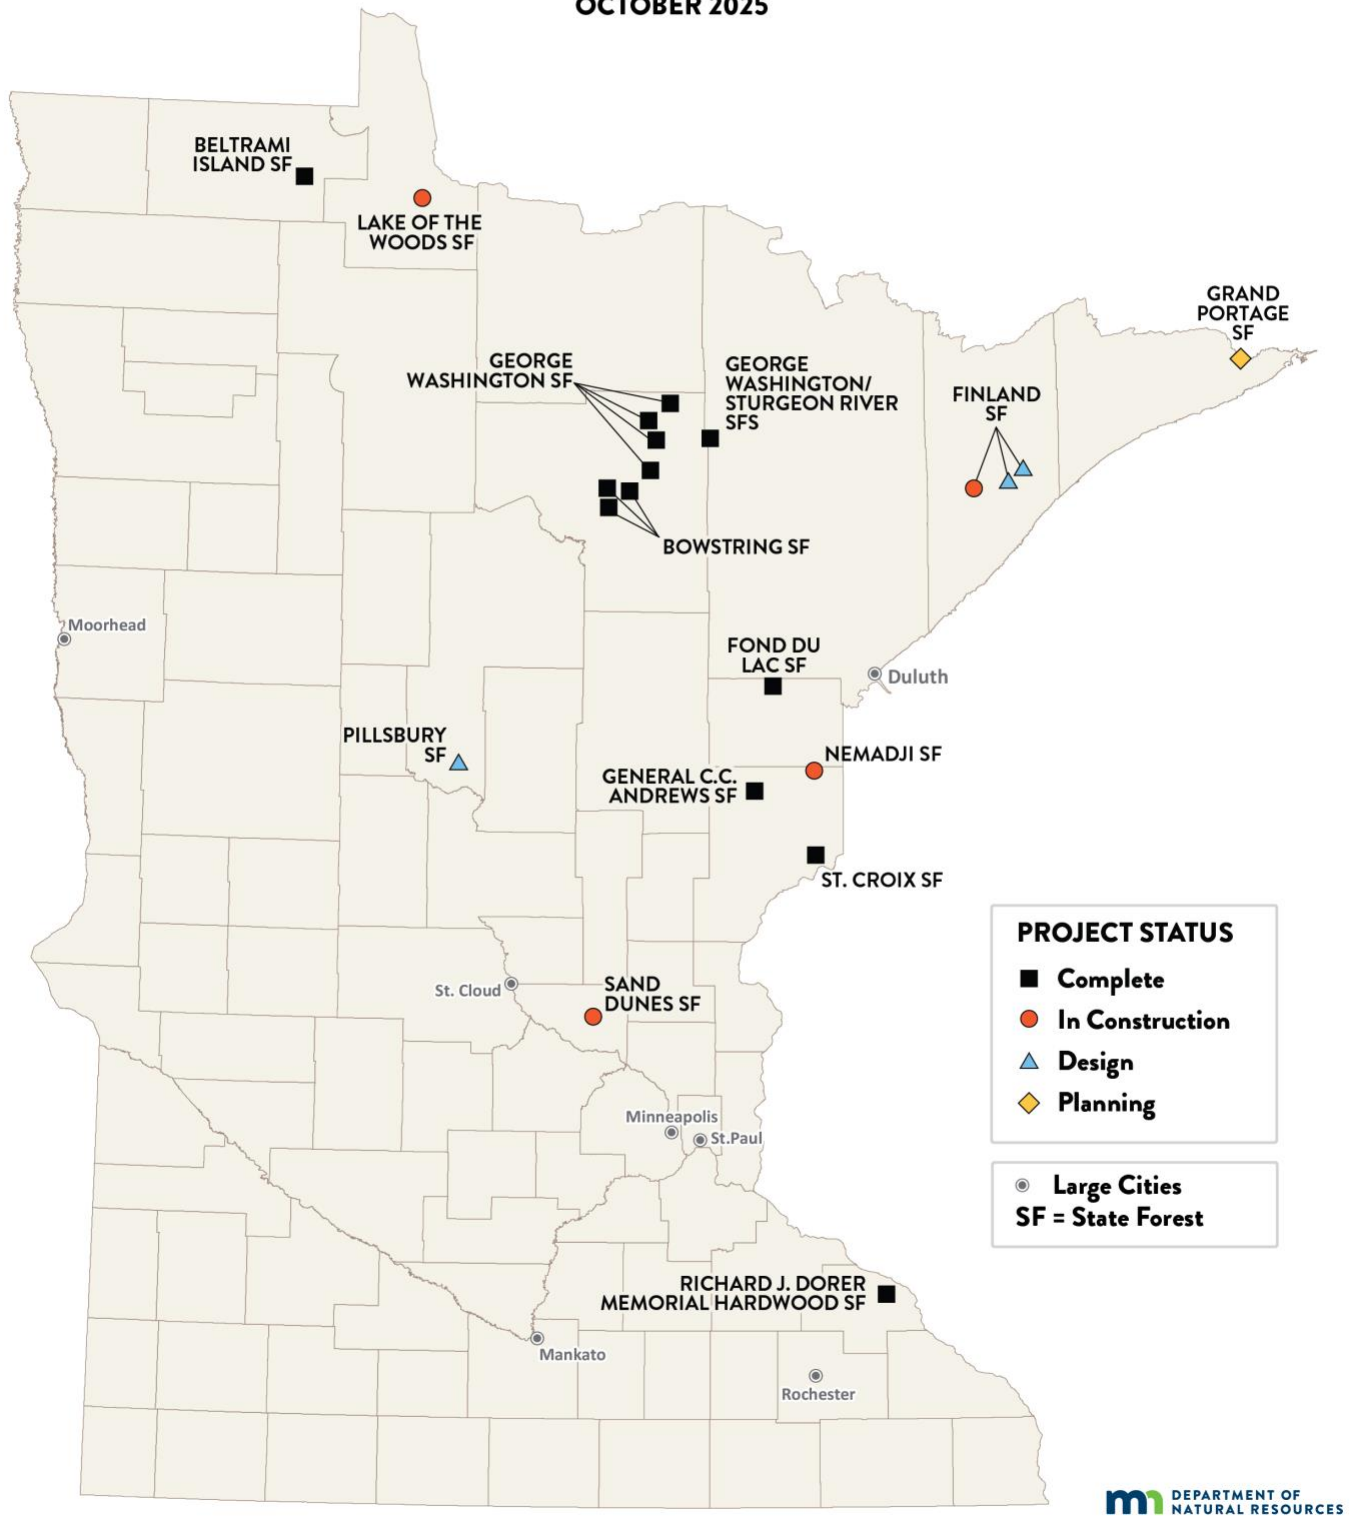 OCTOBER 2025
BELTRAMI
ISLAND SF
LAKE OF THE
WOODS SF
GRAND
PORTAGE
SF
GEORGE
WASHINGTON SF
GEORGE
WASHINGTON/
STURGEON RIVER
SFS
FINLAND
SF
BOWSTRING SF
Moorhead
FOND DU
LAC SF
Duluth
PILLSBURY
SF
NEMADJI SF
GENERAL C.C.
ANDREWS SF
ST. CROIX SF
St. Cloud
SAND
DUNES SF
Minneapolis
St.Paul
PROJECT STATUS
Complete
In Construction
Design
Planning
Large Cities
SF = State Forest
RICHARD J. DORER
MEMORIAL HARDWOOD SF
Mankato
Rochester
mn DEPARTMENT OF
NATURAL RESOURCES